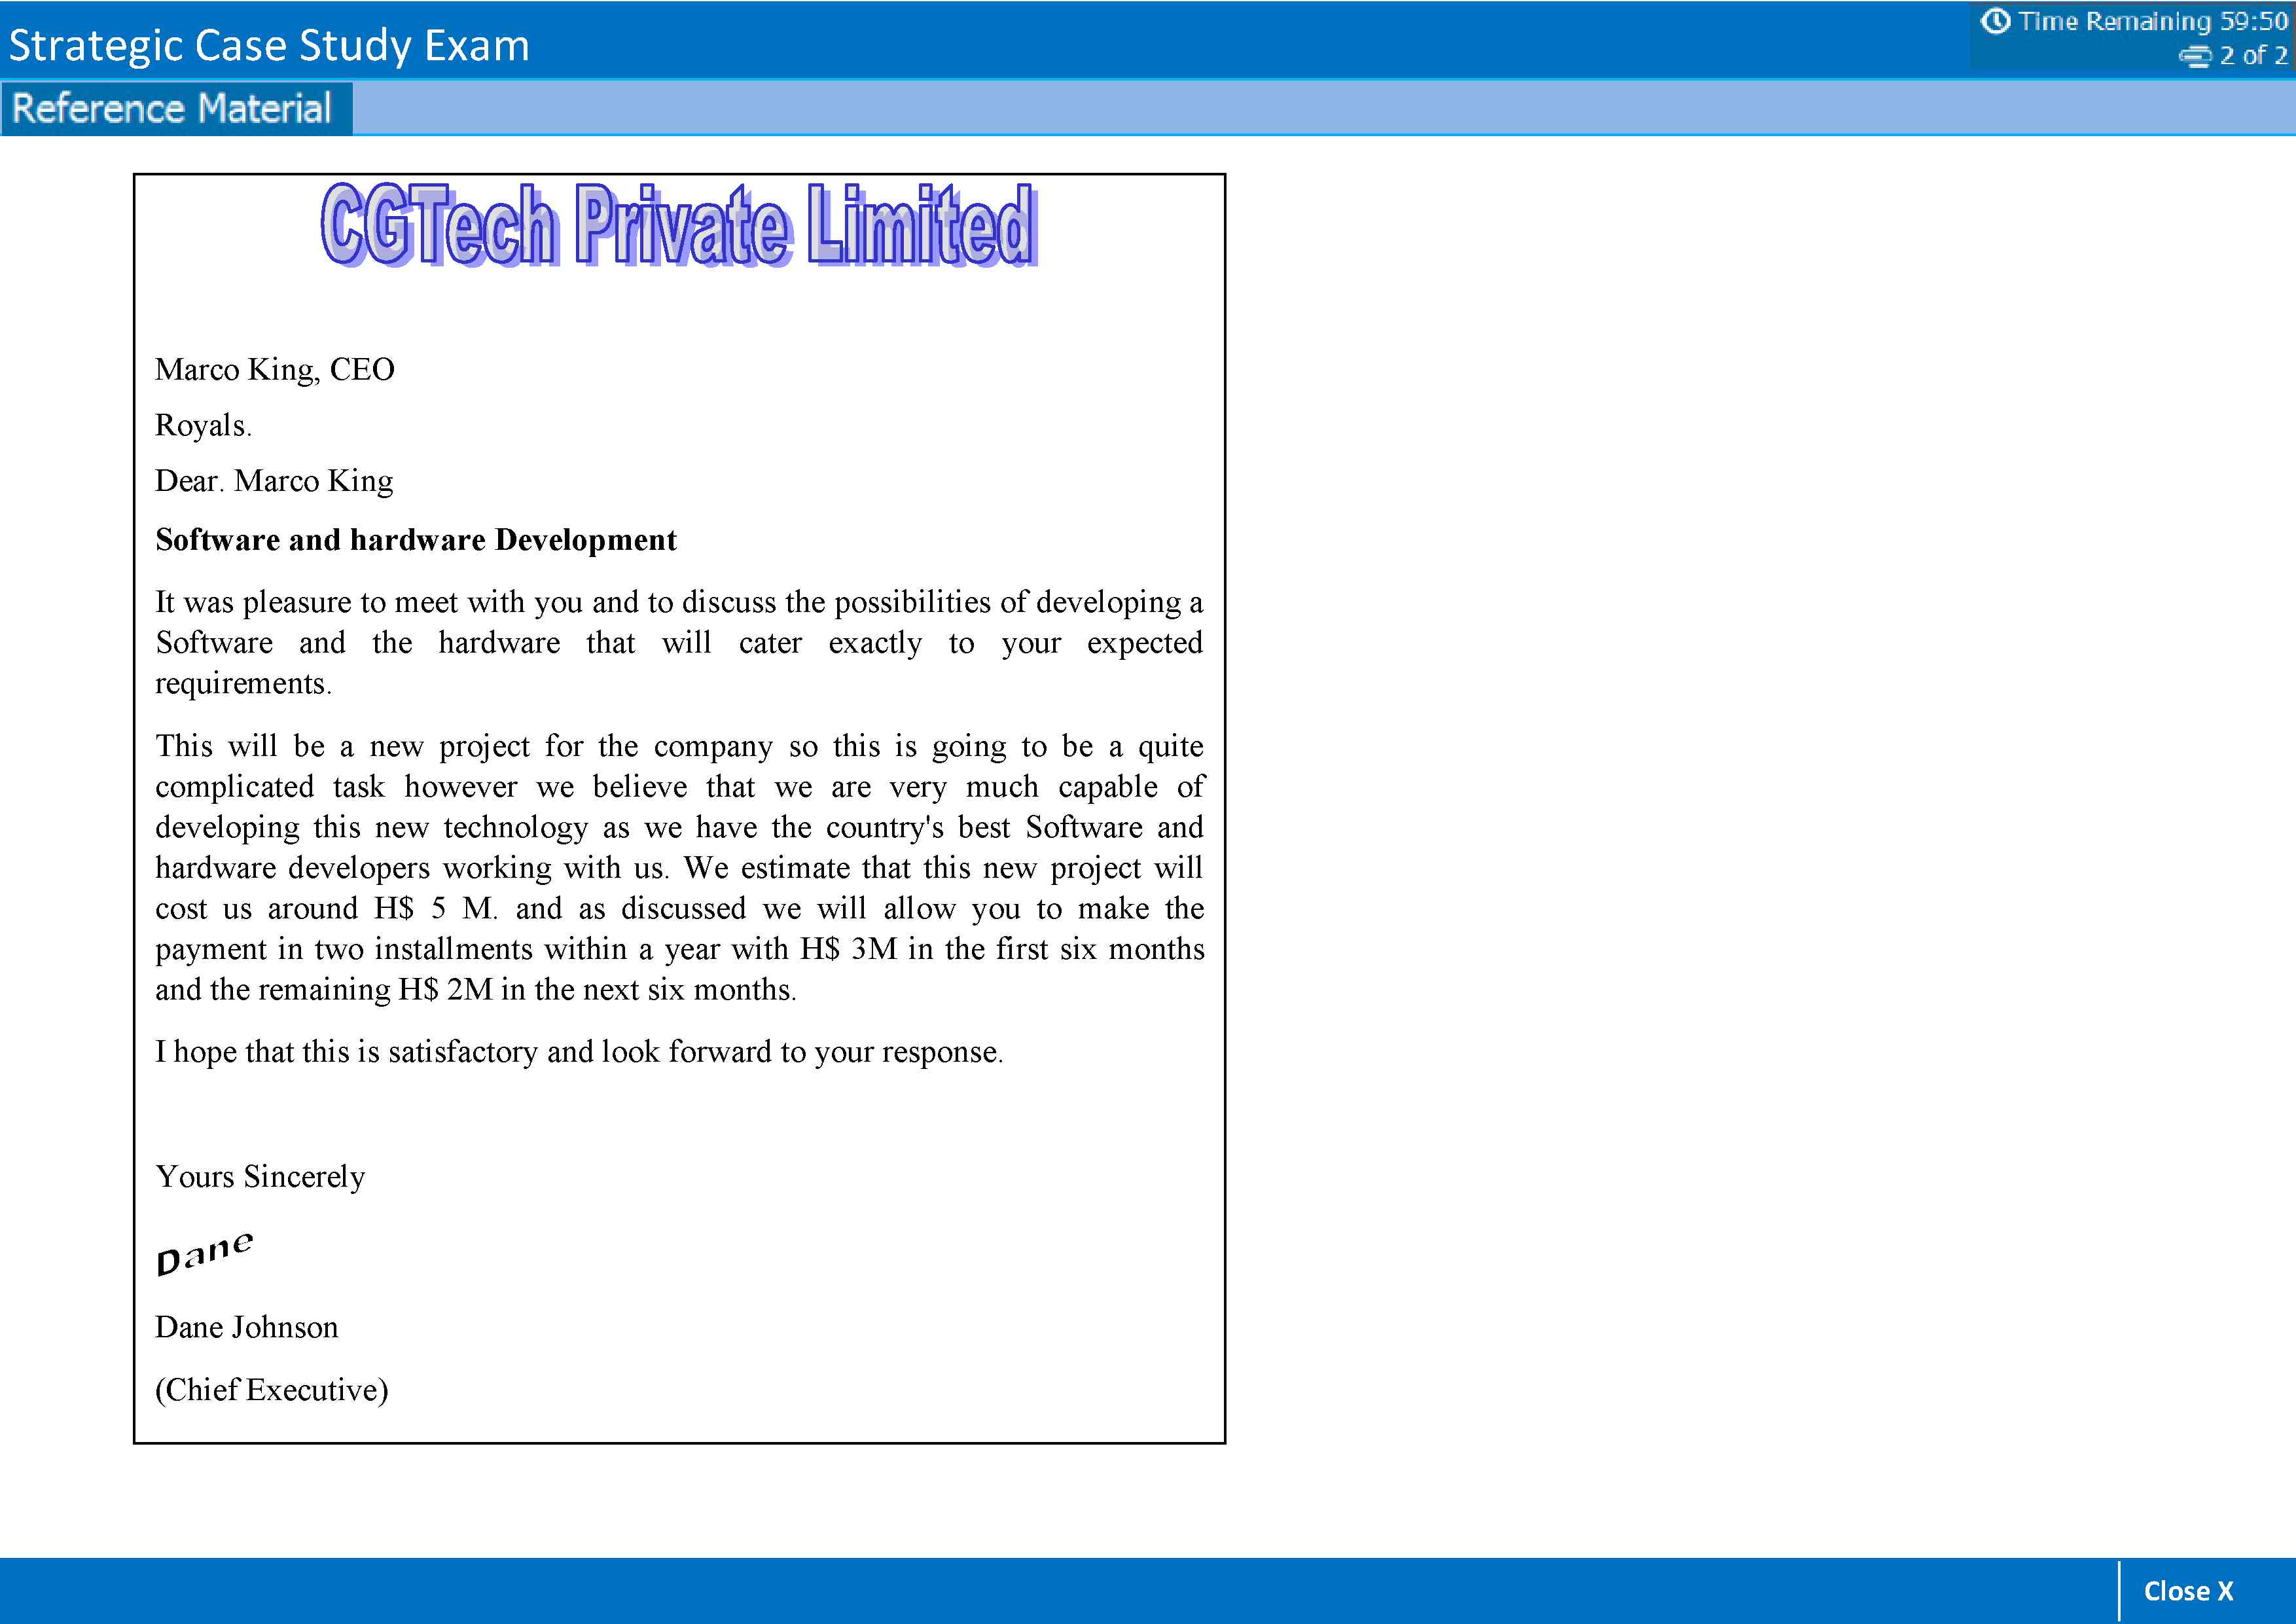 Strategic Case Study Exam
Time Remaining 59:50
2 of 2
Reference Material
CGTech Private Limited
Marco King, CEO
Royals.
Dear. Marco King
Software and hardware Development
It was pleasure to meet with you and to discuss the possibilities of developing a
Software and the hardware that will cater exactly to your expected
requirements.
This will be a new project for the company so this is going to be a quite
complicated task however we believe that we are very much capable of
developing this new technology as we have the country's best Software and
hardware developers working with us. We estimate that this new project will
cost us around H$ 5 M. and as discussed we will allow you to make the
payment in two installments within a year with H$ 3M in the first six months
and the remaining H$ 2M in the next six months.
I hope that this is satisfactory and look forward to your response.
Yours Sincerely
Dane
Dane Johnson
(Chief Executive)
Close X